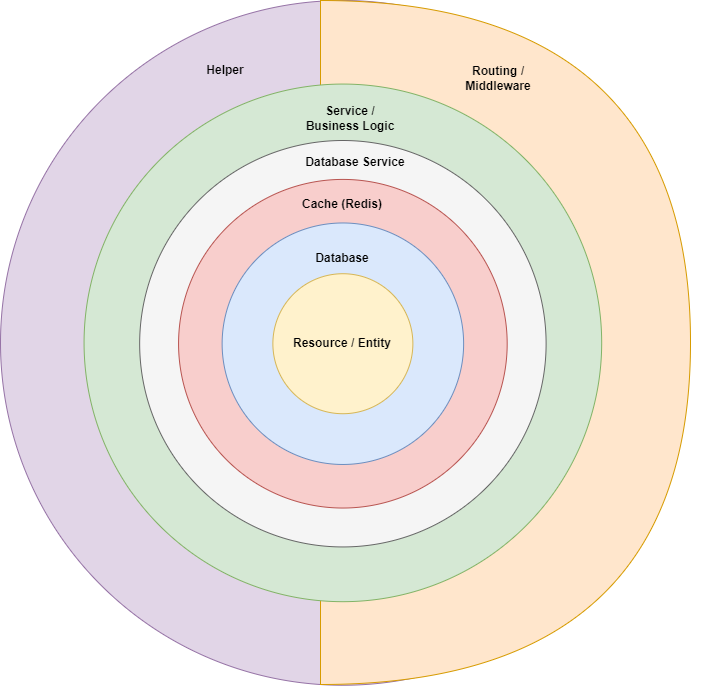 Helper
Routing /
Middleware
Service /
Business Logic
Database Service
Cache (Redis)
Database
Resource / Entity